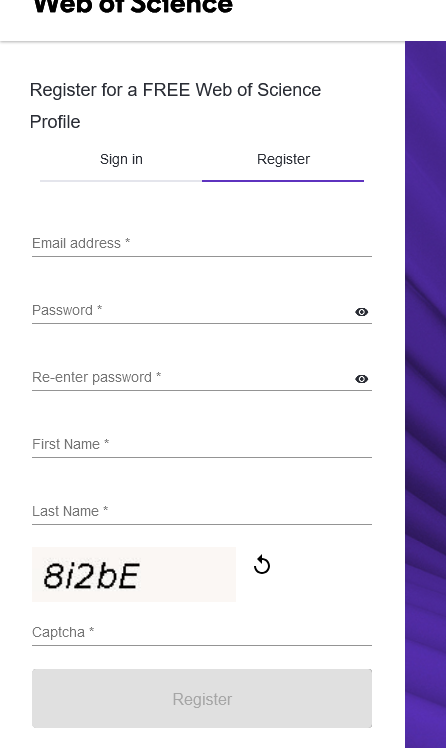 Web of Science
Register for a FREE Web of Science
Profile
Sign in
Register
Email address *
Password *
Re-enter password *
First Name *
Last Name *
8i2bE
Captcha *
Register